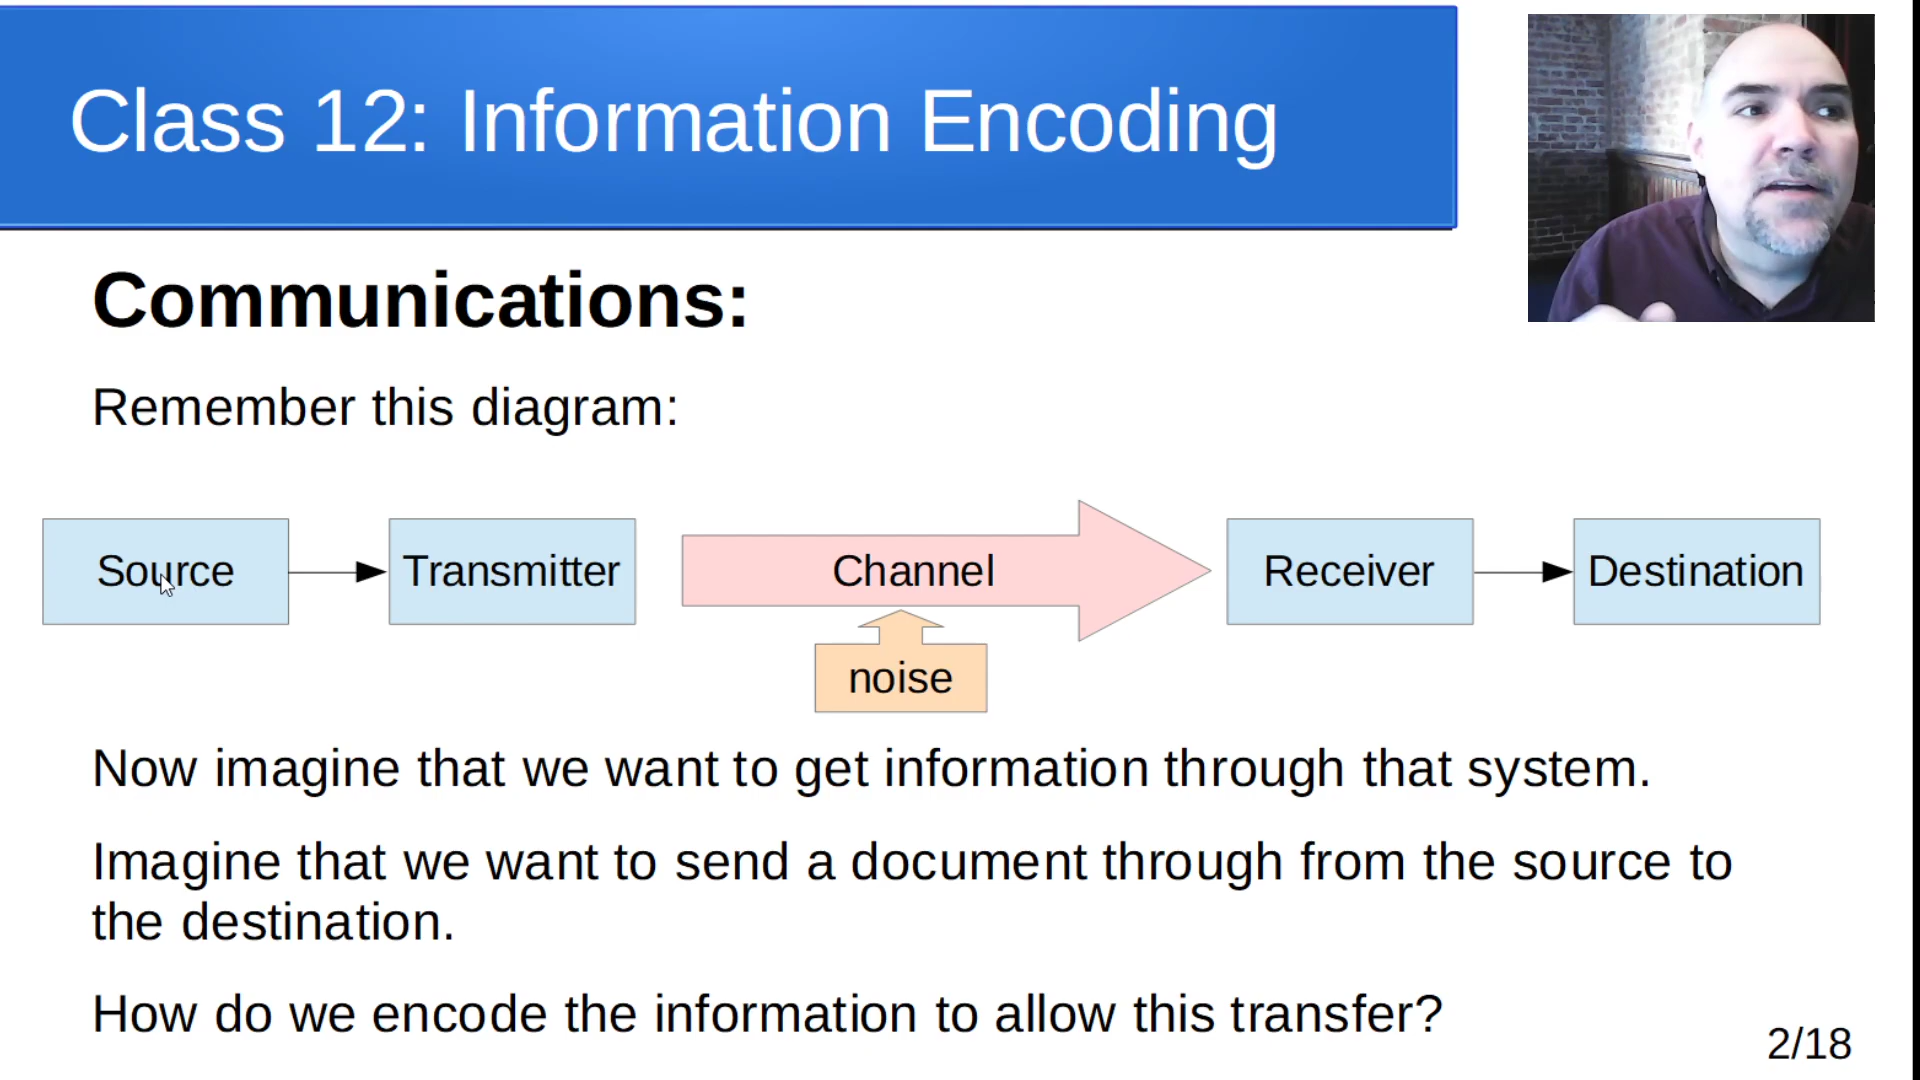 Class 12: Information Encoding
Communications:
Remember this diagram:
Source
Transmitter
Channel
Receiver
Destination
noise
Now imagine that we want to get information through that system.
Imagine that we want to send a document through from the source to
the destination.
How do we encode the information to allow this transfer?
2/18